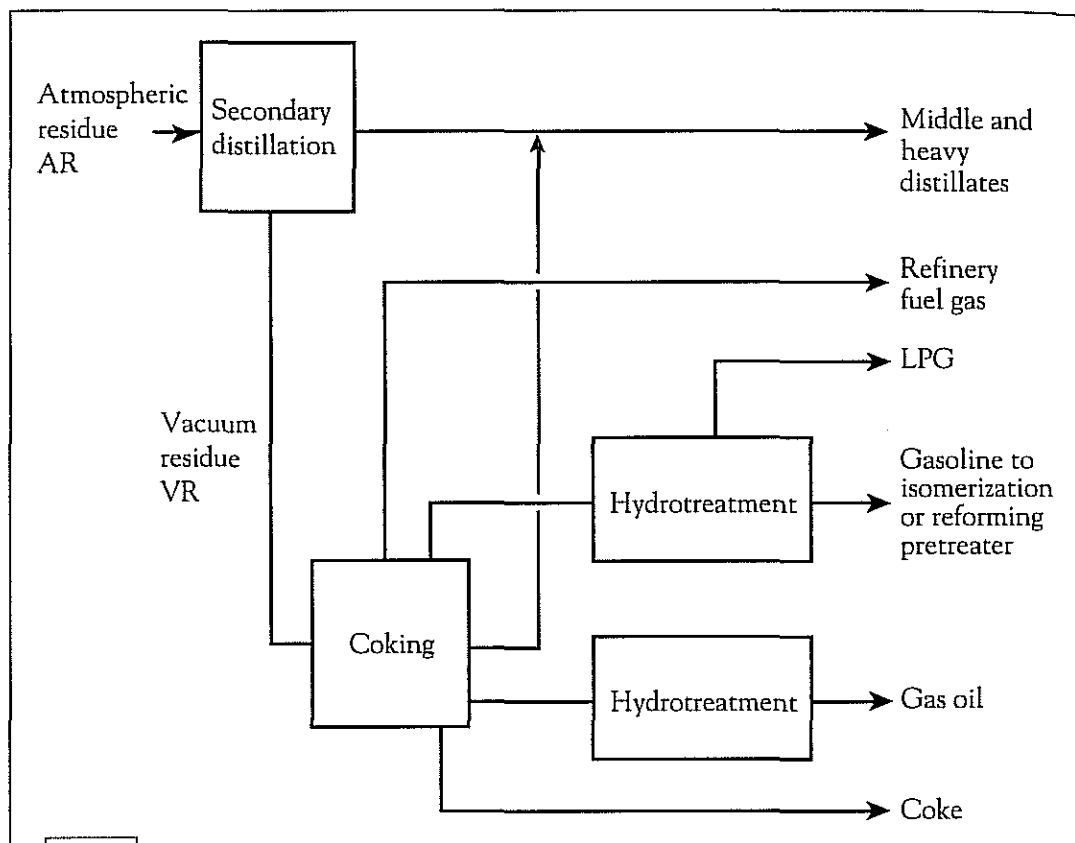 Atmospheric
residue
AR
Secondary
distillation
Middle and
heavy
distillates
Refinery
fuel gas
LPG
Vacuum
residue
VR
Hydrotreatment
Gasoline to
isomerization
or reforming
pretreater
Coking
Hydrotreatment
Gas oil
Coke